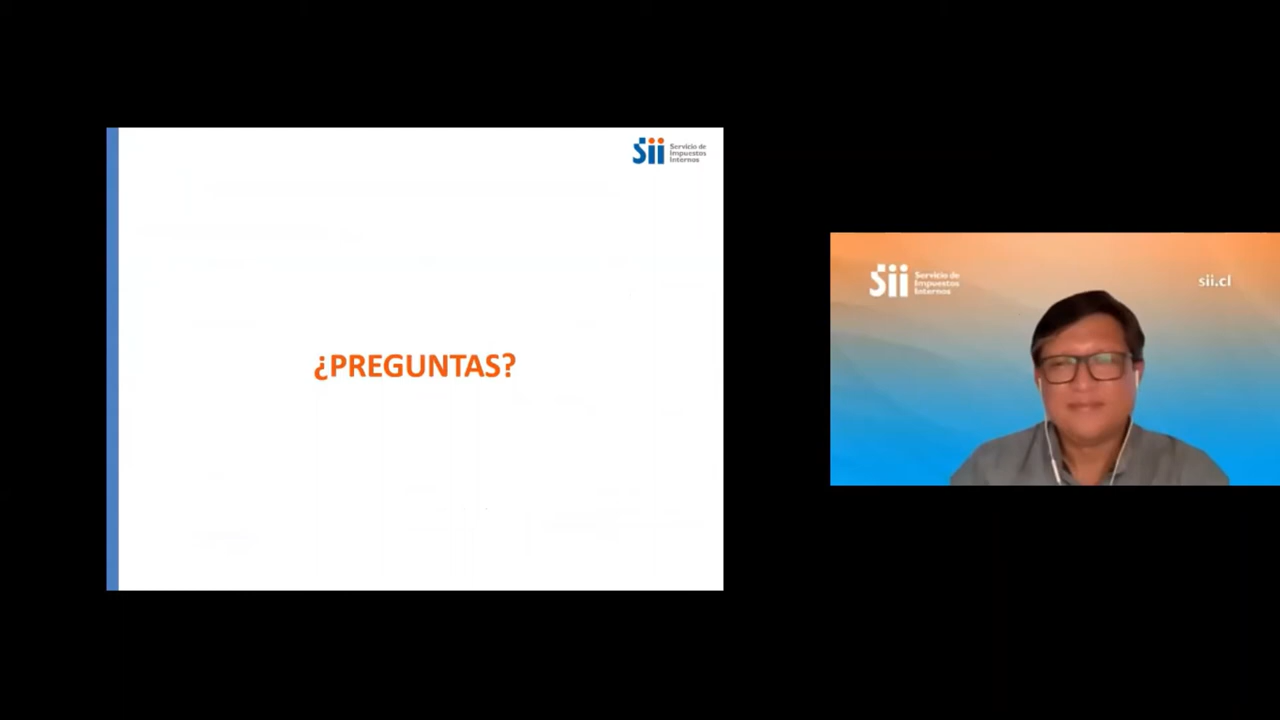 Sii Servicio de
Impuestos
Internos
¿PREGUNTAS?
Sii Servicio de
Impuestos
Internos
sii.cl